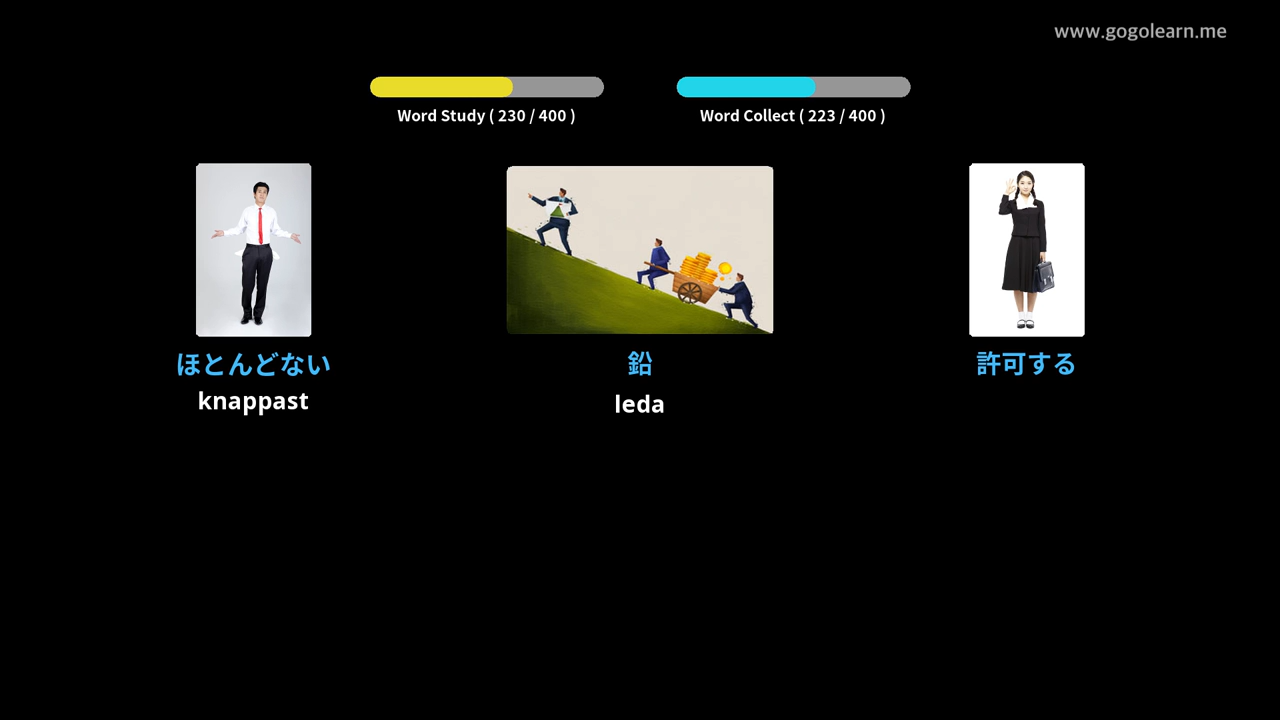 www.gogolearn.me
Word Study ( 230 / 400 )
Word Collect ( 223 / 400 )
ほとんどない
knappast
鉛
leda
許可する